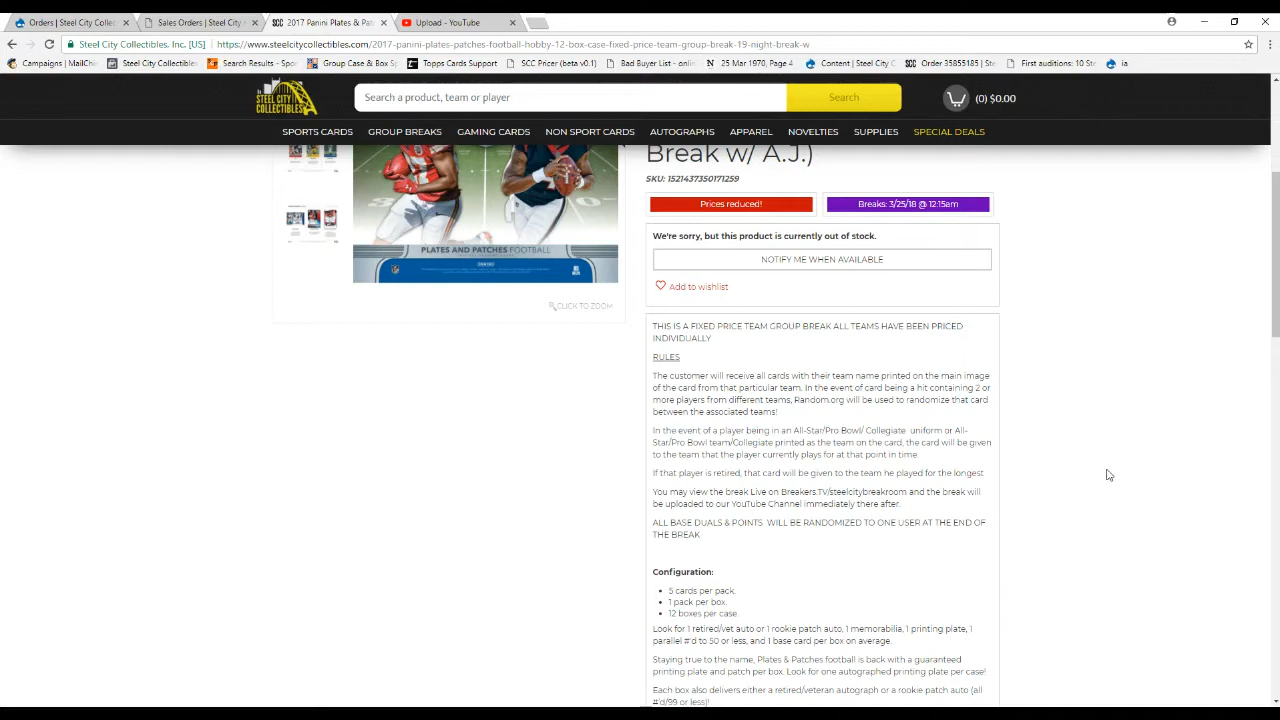 Orders | Steel City Collec
Sales Orders | Steel City
2017 Panini Plates & Pat
Upload - YouTube
Steel City Collectibles. Inc. [US]
https://www.steelcitycollectibles.com/2017-panini-plates-patches-football-hobby-12-box-case-fixed-price-team-group-break-19-night-break-w
Campaigns | MailChi
Steel City Collectible
Search Results - Spo
Group Case & Box S
Topps Cards Support
SCC Pricer (beta v0.1)
Bad Buyer List - onli
25 Mar 1970, Page 4
Content | Steel City C
Order 35855185 | Ste
First auditions: 10 Ste
ia
STEEL CITY COLLECTIBLES
Search a product, team or player
Search
(0) $0.00
SPORTS CARDS
GROUP BREAKS
GAMING CARDS
NON SPORT CARDS
AUTOGRAPHS
APPAREL
NOVELTIES
SUPPLIES
SPECIAL DEALS
Break w/ A.J.)
SKU: 1521437350171259
Prices reduced!
Breaks: 3/25/18 @ 12:15am
We're sorry, but this product is currently out of stock.
NOTIFY ME WHEN AVAILABLE
Add to wishlist
PLATES AND PATCHES FOOTBALL
CLICK TO ZOOM
THIS IS A FIXED PRICE TEAM GROUP BREAK ALL TEAMS HAVE BEEN PRICED
INDIVIDUALLY
RULES
The customer will receive all cards with their team name printed on the main image
of the card from that particular team. In the event of card being a hit containing 2 or
more players from different teams, Random.org will be used to randomize that card
between the associated teams!
In the event of a player being in an All-Star/Pro Bowl/ Collegiate uniform or All-
Star/Pro Bowl team/Collegiate printed as the team on the card, the card will be given
to the team that the player currently plays for at that point in time
If that player is retired, that card will be given to the team he played for the longest
You may view the break Live on Breakers.TV/steelcitybreakroom and the break will
be uploaded to our YouTube Channel immediately there after.
ALL BASE DUALS & POINTS WILL BE RANDOMIZED TO ONE USER AT THE END OF
THE BREAK
Configuration:
5 cards per pack.
1 pack per box.
12 boxes per case.
Look for 1 retired/vet auto or 1 rookie patch auto, 1 memorabilia, 1 printing plate, 1
parallel #'d to 50 or less, and 1 base card per box on average.
Staying true to the name, Plates & Patches football is back with a guaranteed
printing plate and patch per box. Look for one autographed printing plate per case!
Each box also delivers either a retired/veteran autograph or a rookie patch auto (all
#'d/99 or less)!